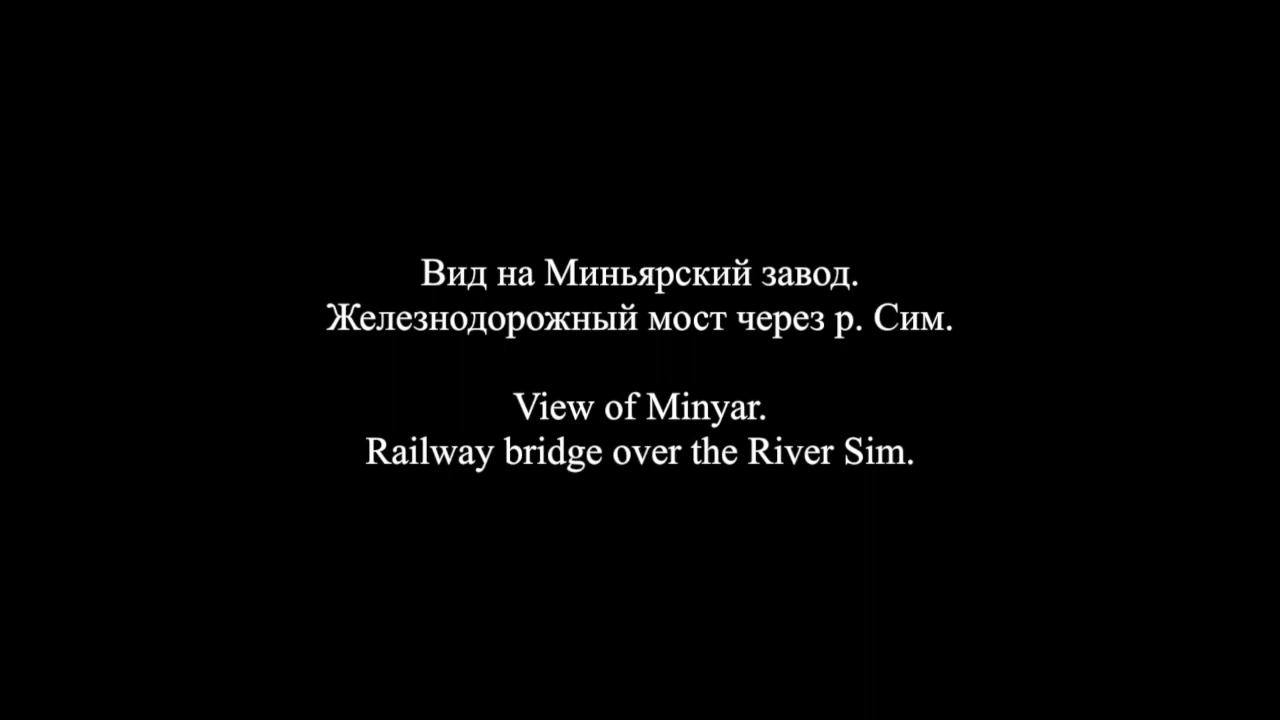 Вид на Миньярский завод.
Железнодорожный мост через р. Сим.
View of Minyar.
Railway bridge over the River Sim.